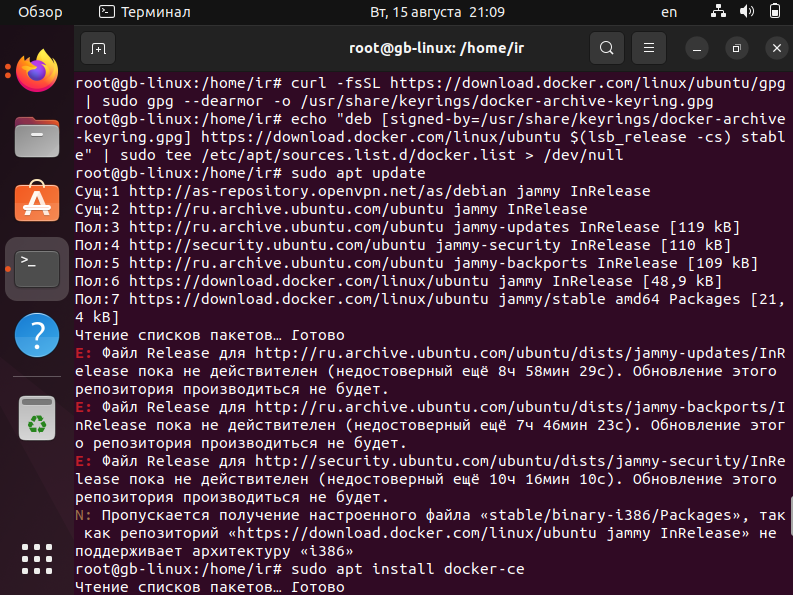 Обзор
Терминал
Вт, 15 августа 21:09
en
root@gb-linux: /home/ir
root@gb-linux:/home/ir# curl -fsSL https://download.docker.com/linux/ubuntu/gpg
| sudo gpg --dearmor -o /usr/share/keyrings/docker-archive-keyring.gpg
root@gb-linux:/home/ir# echo "deb [signed-by=/usr/share/keyrings/docker-archive
-keyring.gpg] https://download.docker.com/linux/ubuntu $(lsb_release -cs) stabl
e" | sudo tee /etc/apt/sources.list.d/docker.list > /dev/null
root@gb-linux:/home/ir# sudo apt update
Сущ:1 http://as-repository.openvpn.net/as/debian jammy InRelease
Сущ:2 http://ru.archive.ubuntu.com/ubuntu jammy InRelease
Пол:3 http://ru.archive.ubuntu.com/ubuntu jammy-updates InRelease [119 kB]
Пол:4 http://security.ubuntu.com/ubuntu jammy-security InRelease [110 kB]
Пол:5 http://ru.archive.ubuntu.com/ubuntu jammy-backports InRelease [109 kB]
Пол:6 https://download.docker.com/linux/ubuntu jammy InRelease [48,9 kB]
Пол:7 https://download.docker.com/linux/ubuntu jammy/stable amd64 Packages [21,
4 kB]
Чтение списков пакетов… Готово
E: Файл Release для http://ru.archive.ubuntu.com/ubuntu/dists/jammy-updates/InR
elease пока не действителен (недостоверный ещё 8ч 58мин 29с). Обновление этого
репозитория производиться не будет.
E: Файл Release для http://ru.archive.ubuntu.com/ubuntu/dists/jammy-backports/I
nRelease пока не действителен (недостоверный ещё 7ч 46мин 23с). Обновление этог
о репозитория производиться не будет.
E: Файл Release для http://security.ubuntu.com/ubuntu/dists/jammy-security/InRe
lease пока не действителен (недостоверный ещё 10ч 16мин 10с). Обновление этого
репозитория производиться не будет.
N: Пропускается получение настроенного файла «stable/binary-i386/Packages», так
как репозиторий «https://download.docker.com/linux/ubuntu jammy InRelease» не
поддерживает архитектуру «i386»
root@gb-linux:/home/ir# sudo apt install docker-ce
Чтение списков пакетов… Готово